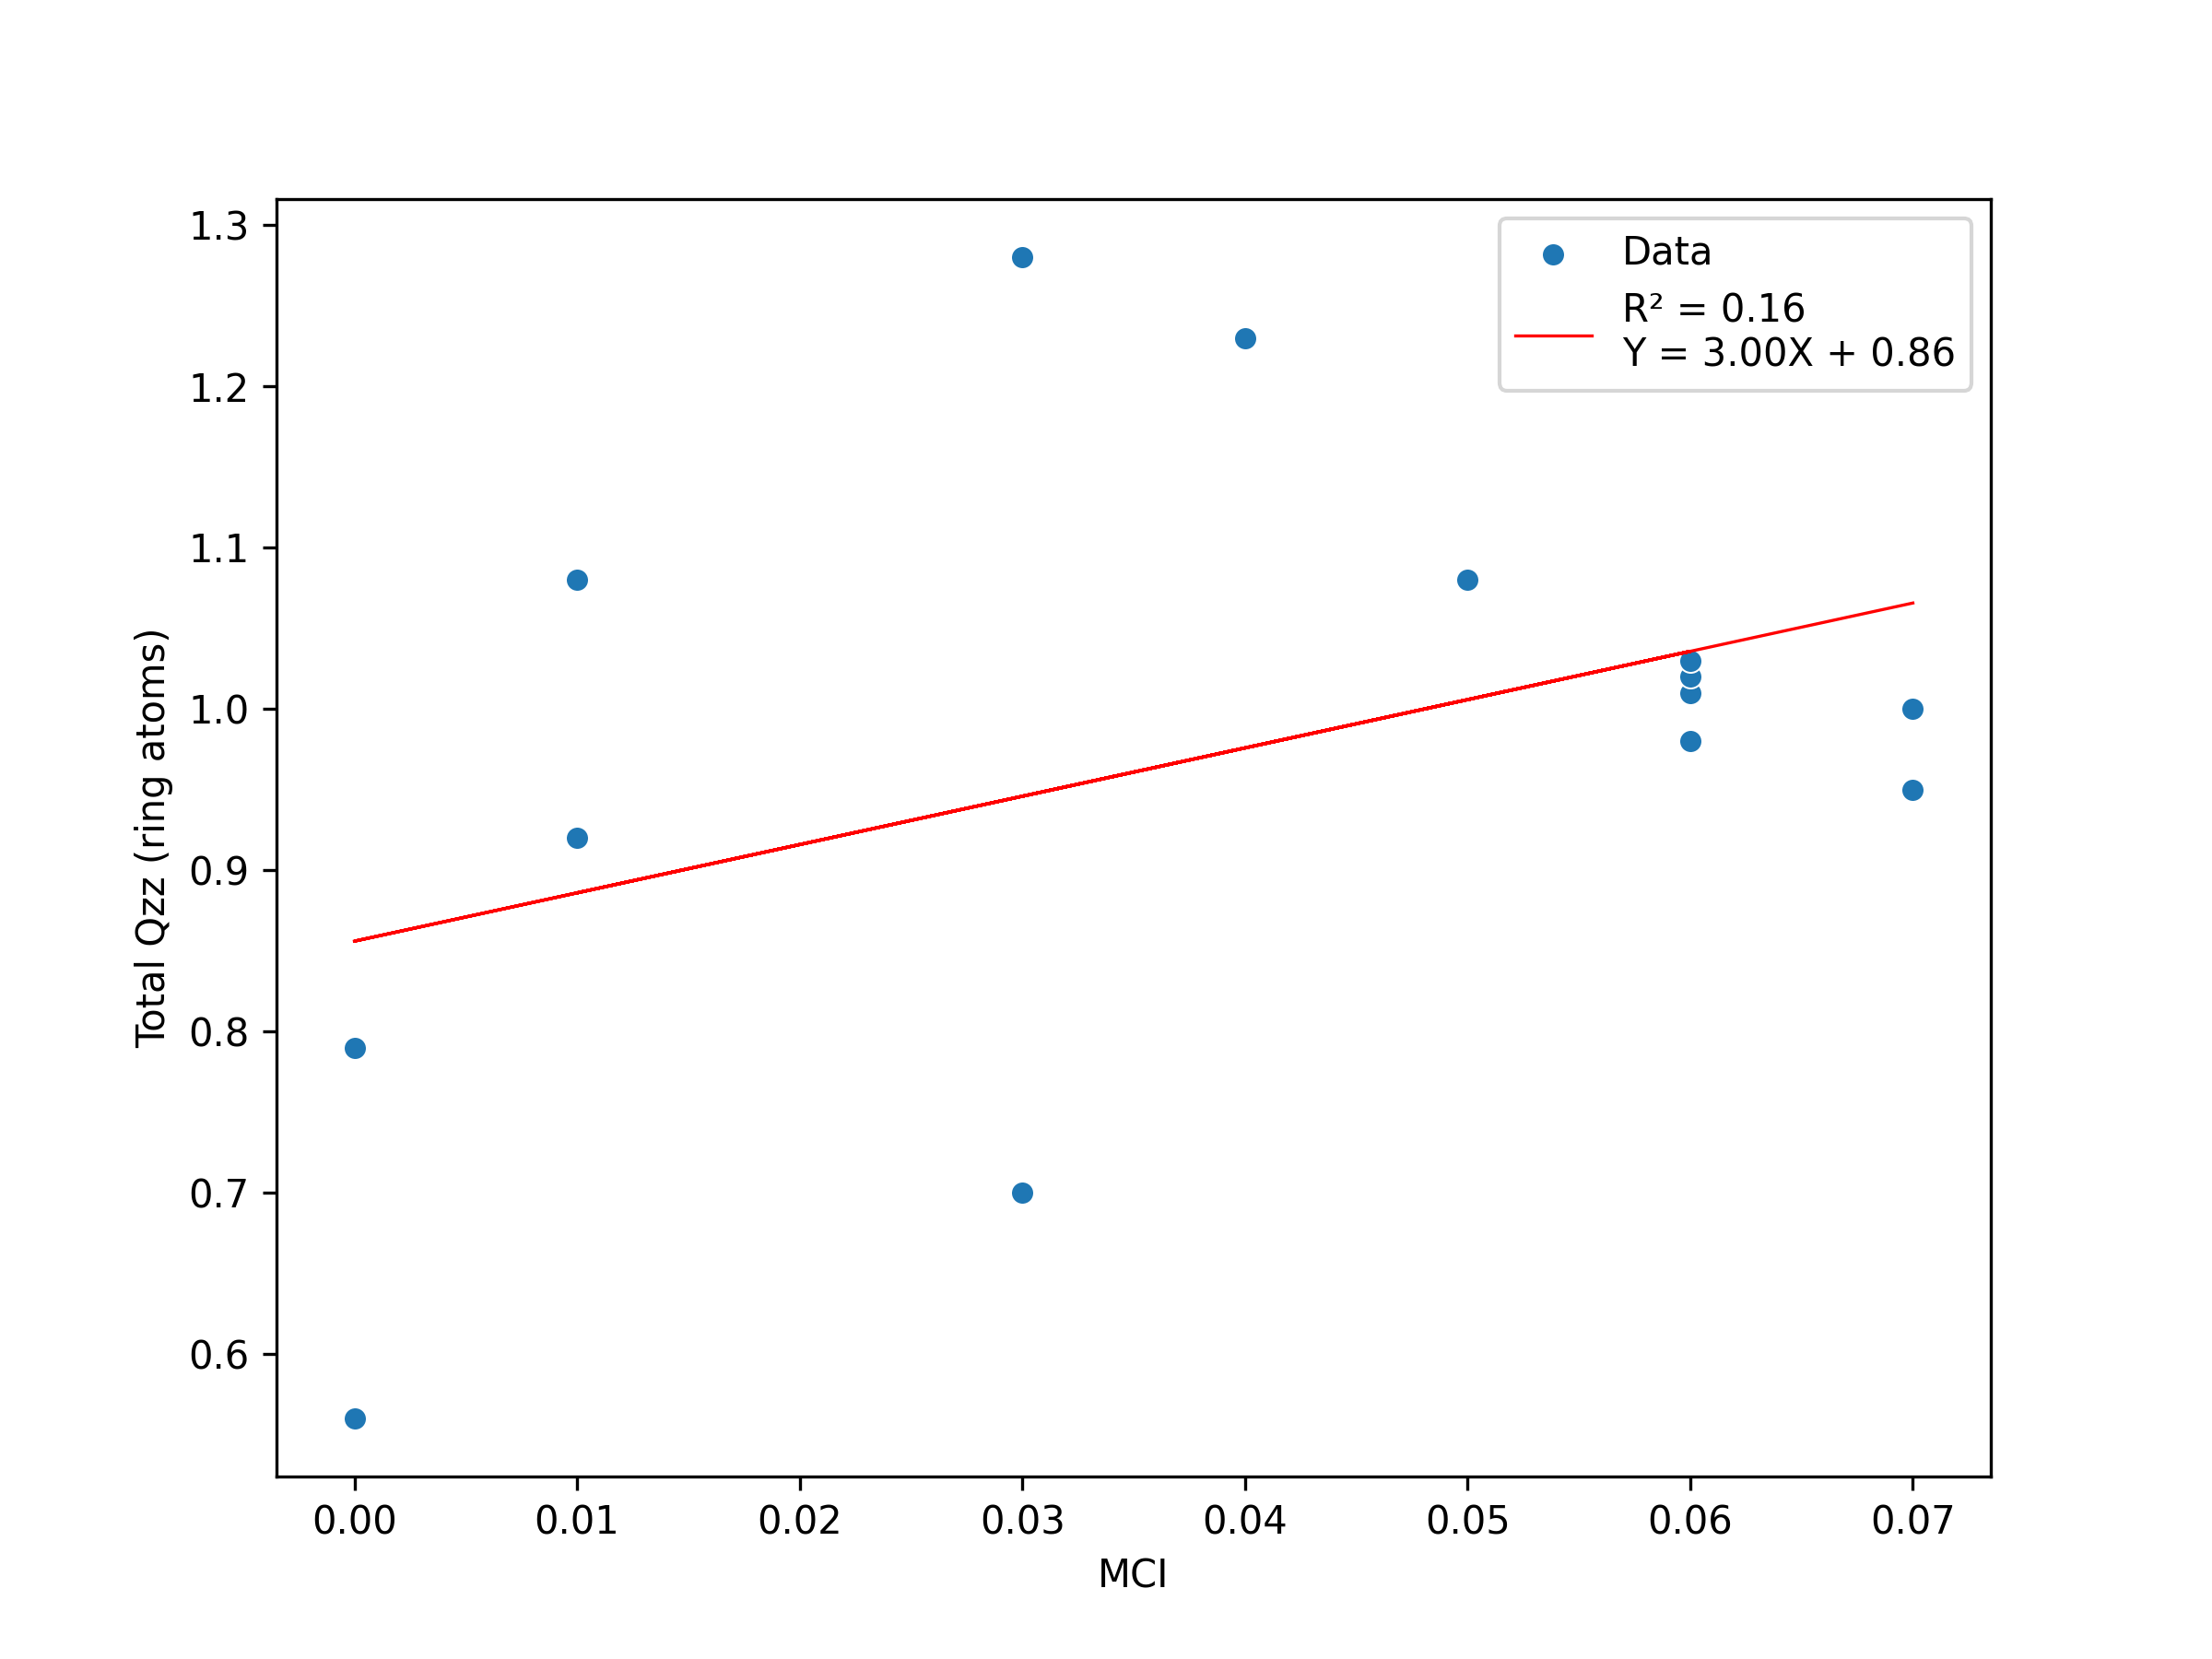 Data
R² = 0.16
Y = 3.00X + 0.86
1.3
1.2
1.1
1.0
0.9
0.8
0.7
0.6
Total Qzz (ring atoms)
0.00 0.01 0.02 0.03 0.04 0.05 0.06 0.07
MCI